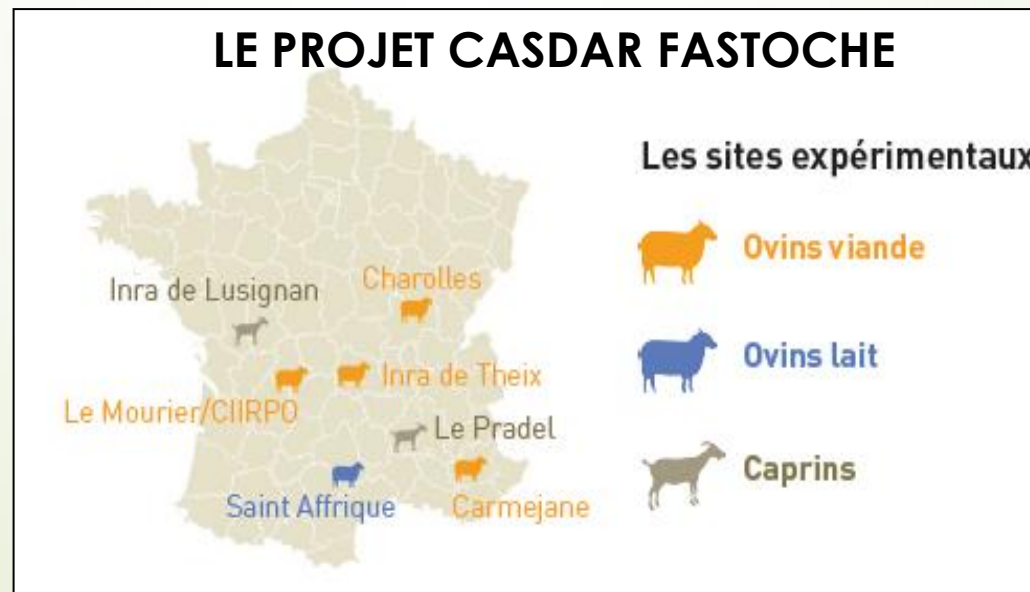 LE PROJET CASDAR FASTOCHE
Les sites expérimentaux
Ovins viande
Ovins lait
Caprins
Inra de Lusignan
Charolles
Inra de Theix
Le Mourier/CIIRPO
Le Pradel
Saint Affrique
Carmejane